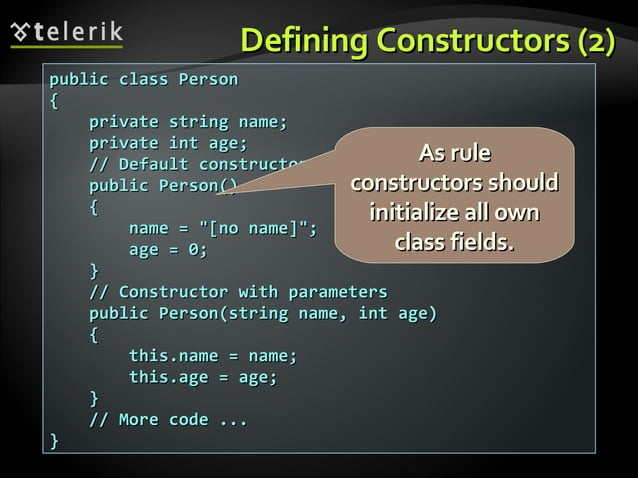 telerik
Defining Constructors (2)
public class Person
{
    private string name;
    private int age;
    // Default constructor
    public Person()
    {
        name = "[no name]";
        age = 0;
    }
    // Constructor with parameters
    public Person(string name, int age)
    {
        this.name = name;
        this.age = age;
    }
    // More code ...
}
As rule
constructors should
initialize all own
class fields.